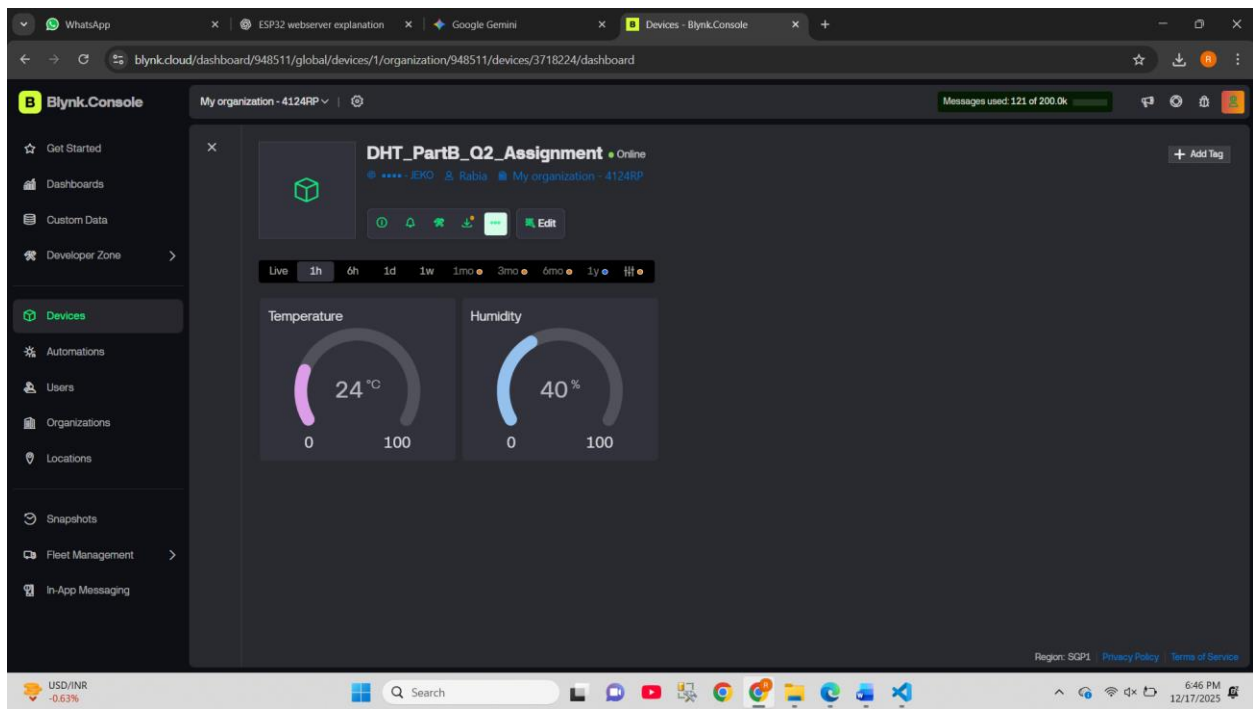 WhatsApp
ESP32 webserver explanation
Google Gemini
Devices - Blynk.Console
blynk.cloud/dashboard/948511/global/devices/1/organization/948511/devices/3718224/dashboard
B Blynk.Console
My organization - 4124RP
Messages used: 121 of 200.0k
Get Started
Dashboards
Custom Data
Developer Zone
Devices
Automations
Users
Organizations
Locations
Snapshots
Fleet Management
In-App Messaging
DHT_PartB_Q2_Assignment • Online
•••• - JEKO Rabia My organization - 4124RP
Add Tag
Edit
Live 1h 6h 1d 1w 1mo 3mo 6mo 1y
Temperature
24 °C
0 100
Humidity
40 %
0 100
Region: SGP1 Privacy Policy Terms of Service
USD/INR
-0.63%
Search
6:46 PM
12/17/2025